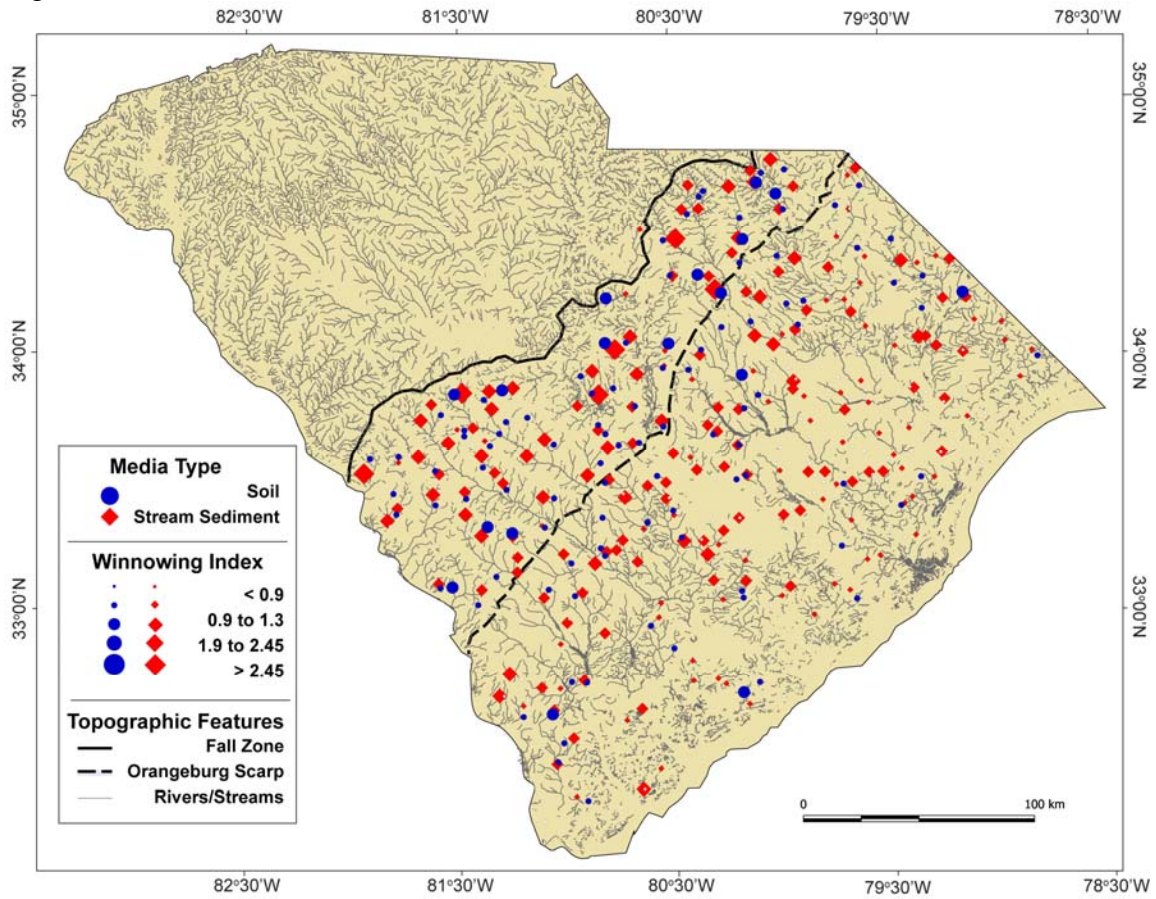 82°30'W 81°30'W 80°30'W 79°30'W 78°30'W
35°00'N
35°00'N
34°00'N
34°00'N
33°00'N
33°00'N
Media Type
Soil
Stream Sediment
Winnowing Index
< 0.9
0.9 to 1.3
1.9 to 2.45
> 2.45
Topographic Features
Fall Zone
Orangeburg Scarp
Rivers/Streams
0 100 km
82°30'W 81°30'W 80°30'W 79°30'W 78°30'W